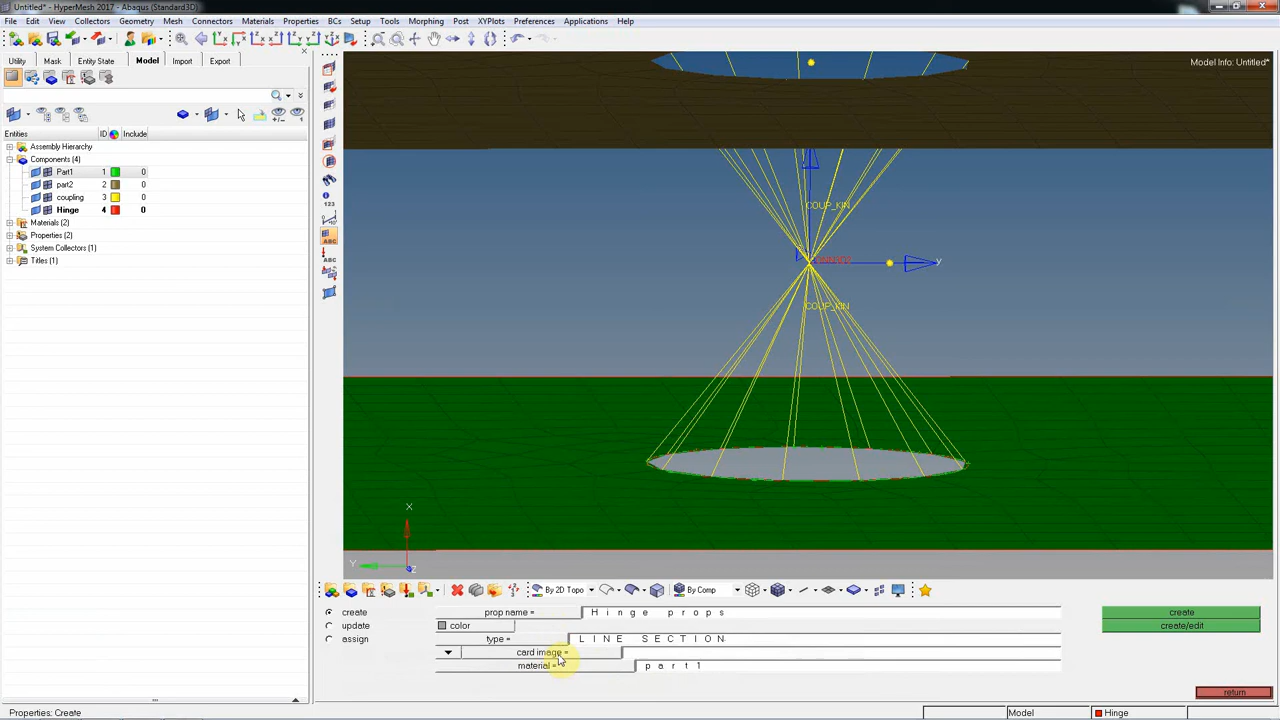 Untitled* - HyperMesh 2017 - Abaqus (Standard3D)
File Edit View Collectors Geometry Mesh Connectors Materials Properties BCs Setup Tools Morphing Post XYPlots Preferences Applications Help
Utility Mask Entity State Model Import Export
Model Info: Untitled*
Entities ID Include
Assembly Hierarchy
Components (4)
Part1 1 0
part2 2 0
coupling 3 0
Hinge 4 0
Materials (2)
Properties (2)
System Collectors (1)
Titles (1)
123
ABC
ABC
COUP_KIN
y
COUP_KIN
X
Y
Z
By 2D Topo By Comp
create prop name = Hinge props create
update color create/edit
assign type = LINE SECTION
card image =
material = part1
return
Properties: Create Model Hinge